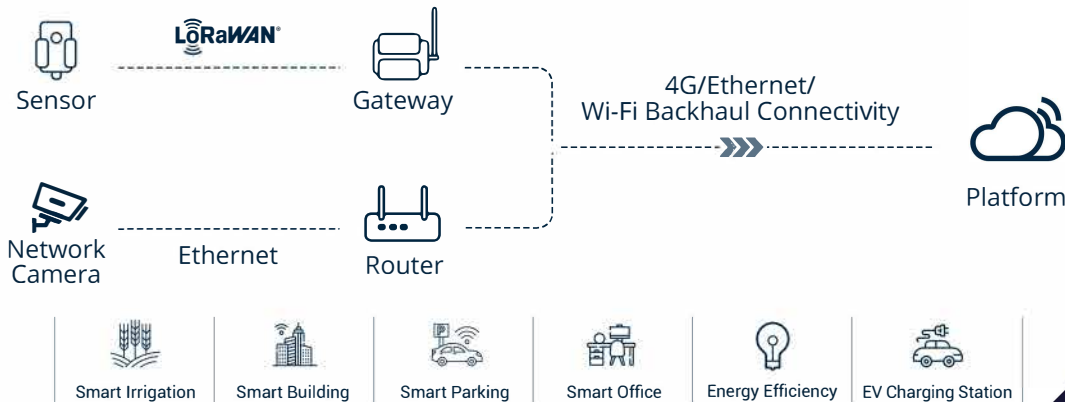 LoRaWAN®
Sensor
Gateway
4G/Ethernet/
Wi-Fi Backhaul Connectivity
Platform
Network
Camera
Ethernet
Router
P
Smart Irrigation
Smart Building
Smart Parking
Smart Office
Energy Efficiency
EV Charging Station